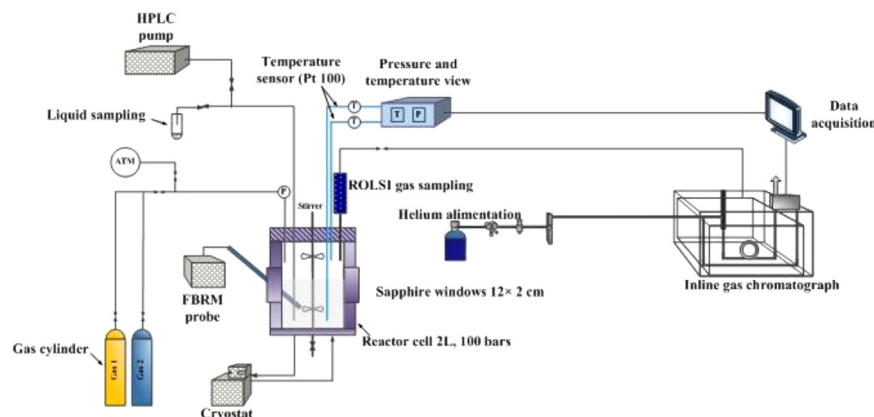 HPLC
pump
Temperature
sensor (Pt 100)
Pressure and
temperature view
T
T
T P
Liquid sampling
Data
acquisition
ATM
P
ROLSI gas sampling
Stirrer
Helium alimentation
FBRM
probe
Sapphire windows 12× 2 cm
Inline gas chromatograph
Reactor cell 2L, 100 bars
Gas cylinder
Gas 1
Gas 2
Cryostat